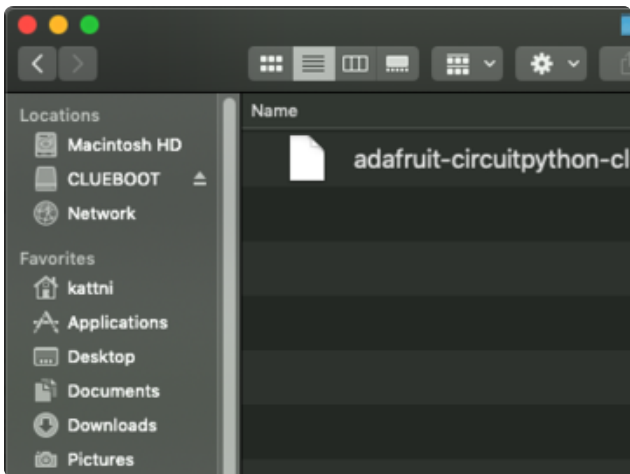 Locations
Macintosh HD
CLUEBOOT
Network
Favorites
kattni
Applications
Desktop
Documents
Downloads
Pictures
Name
adafruit-circuitpython-cl